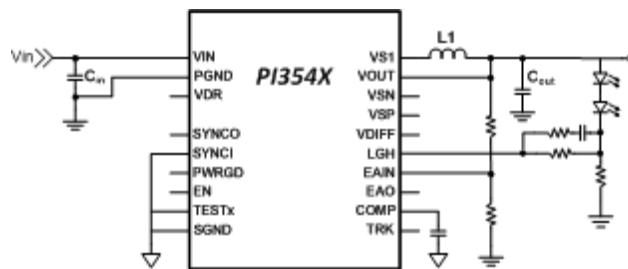 L1
Vin
VIN
VS1
Cin
PGND
PI354X
VOUT
Cout
VDR
VSN
VSP
SYNCO
VDIFF
SYNCI
LGH
PWRGD
EAIN
EN
EAO
TESTx
COMP
SGND
TRK